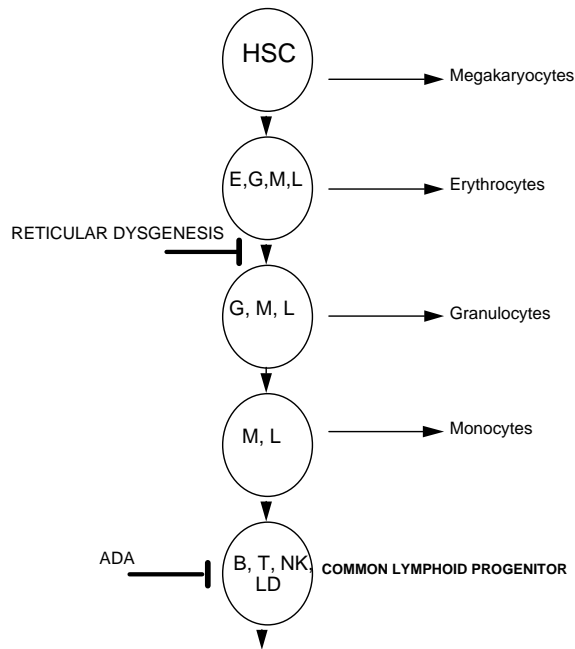 HSC
Megakaryocytes
E,G,M,L
Erythrocytes
RETICULAR DYSGENESIS
G, M, L
Granulocytes
M, L
Monocytes
ADA
B, T, NK,
LD
COMMON LYMPHOID PROGENITOR